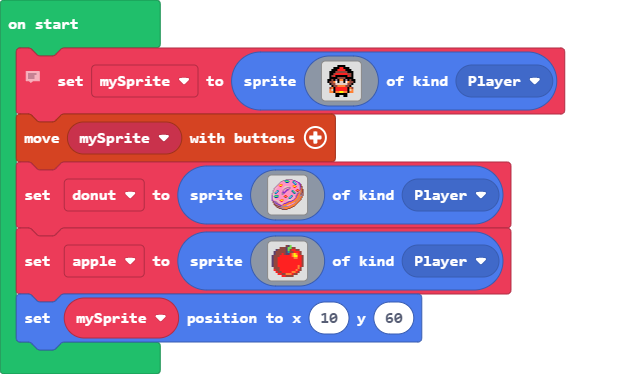 on start
set mySprite to sprite of kind Player
move mySprite with buttons
set donut to sprite of kind Player
set apple to sprite of kind Player
set mySprite position to x 10 y 60